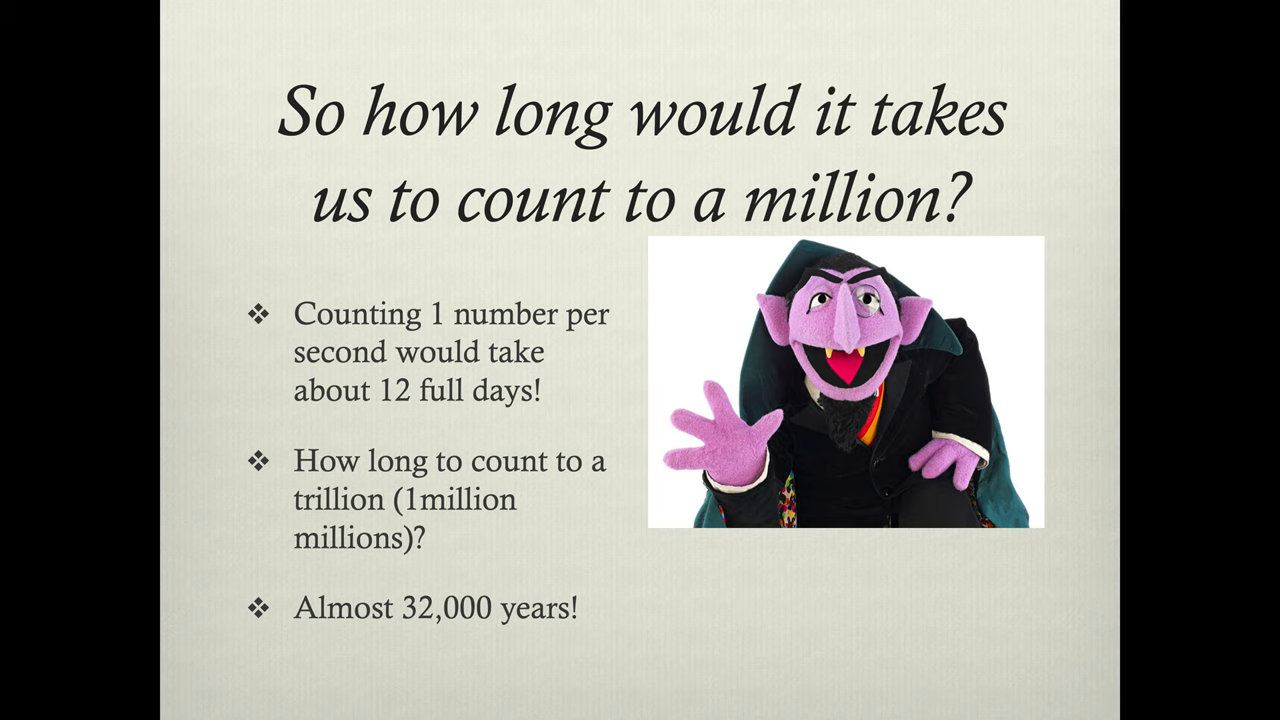 So how long would it takes
us to count to a million?
❖ Counting 1 number per
second would take
about 12 full days!
❖ How long to count to a
trillion (1million
millions)?
❖ Almost 32,000 years!